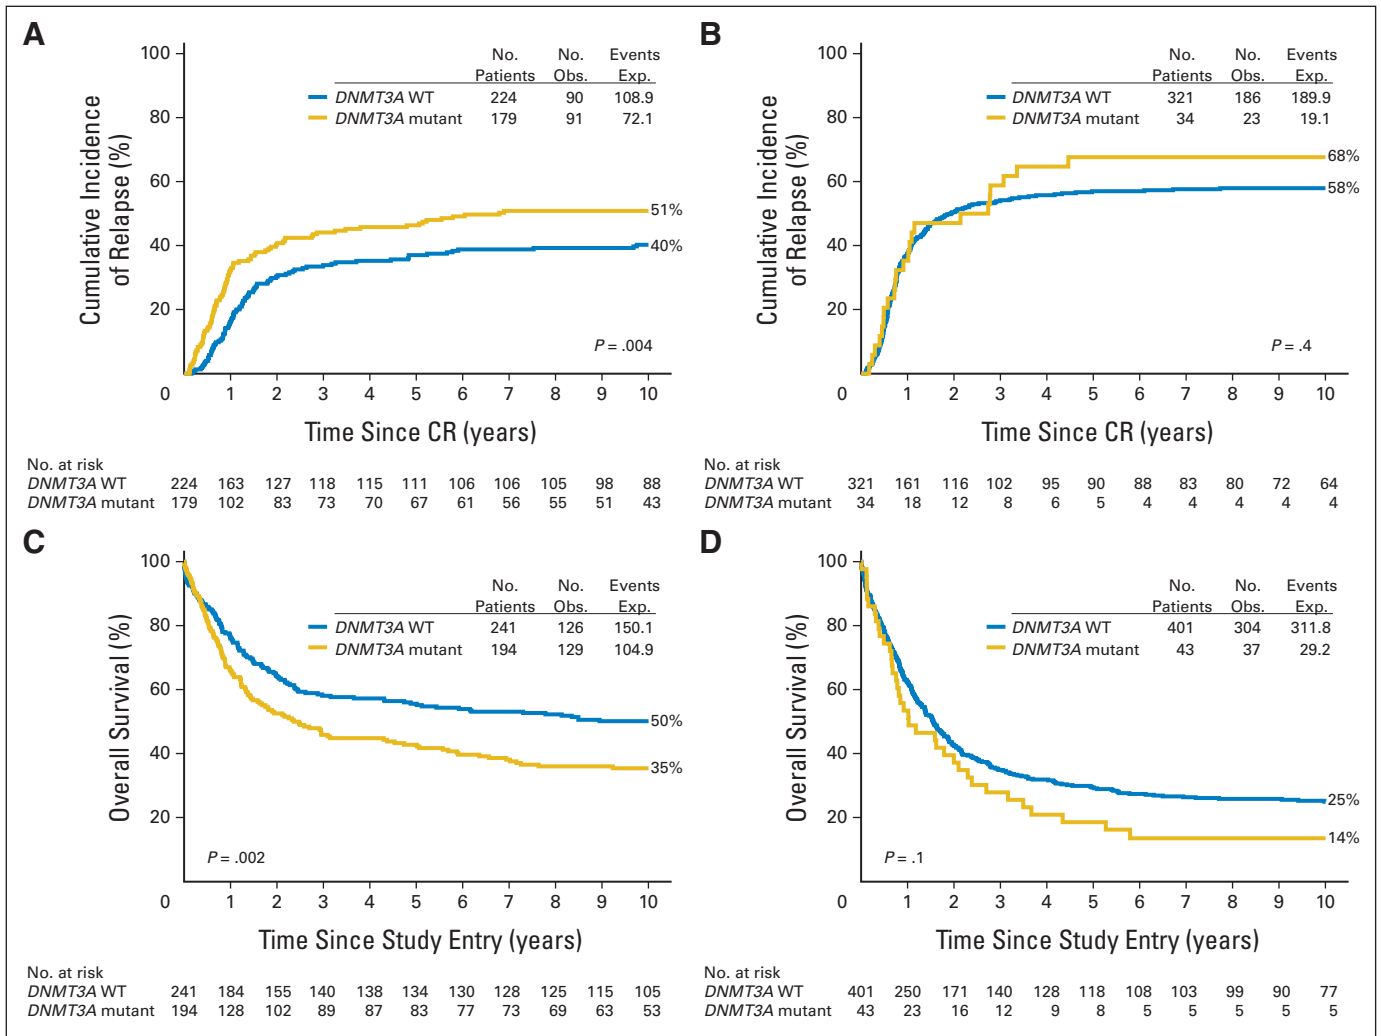 A
100
80
60
40
20
0
Cumulative Incidence
of Relapse (%)
No. No. Events
Patients Obs. Exp.
DNMT3A WT 224 90 108.9
DNMT3A mutant 179 91 72.1
51%
40%
P = .004
1 2 3 4 5 6 7 8 9 10
Time Since CR (years)
No. at risk
DNMT3A WT 224 163 127 118 115 111 106 106 105 98 88
DNMT3A mutant 179 102 83 73 70 67 61 56 55 51 43
B
100
80
60
40
20
0
Cumulative Incidence
of Relapse (%)
No. No. Events
Patients Obs. Exp.
DNMT3A WT 321 186 189.9
DNMT3A mutant 34 23 19.1
68%
58%
P = .4
1 2 3 4 5 6 7 8 9 10
Time Since CR (years)
No. at risk
DNMT3A WT 321 161 116 102 95 90 88 83 80 72 64
DNMT3A mutant 34 18 12 8 6 5 4 4 4 4 4
C
100
80
60
40
20
0
Overall Survival (%)
No. No. Events
Patients Obs. Exp.
DNMT3A WT 241 126 150.1
DNMT3A mutant 194 129 104.9
50%
35%
P = .002
1 2 3 4 5 6 7 8 9 10
Time Since Study Entry (years)
No. at risk
DNMT3A WT 241 184 155 140 138 134 130 128 125 115 105
DNMT3A mutant 194 128 102 89 87 83 77 73 69 63 53
D
100
80
60
40
20
0
Overall Survival (%)
No. No. Events
Patients Obs. Exp.
DNMT3A WT 401 304 311.8
DNMT3A mutant 43 37 29.2
25%
14%
P = .1
1 2 3 4 5 6 7 8 9 10
Time Since Study Entry (years)
No. at risk
DNMT3A WT 401 250 171 140 128 118 108 103 99 90 77
DNMT3A mutant 43 23 16 12 9 8 5 5 5 5 5